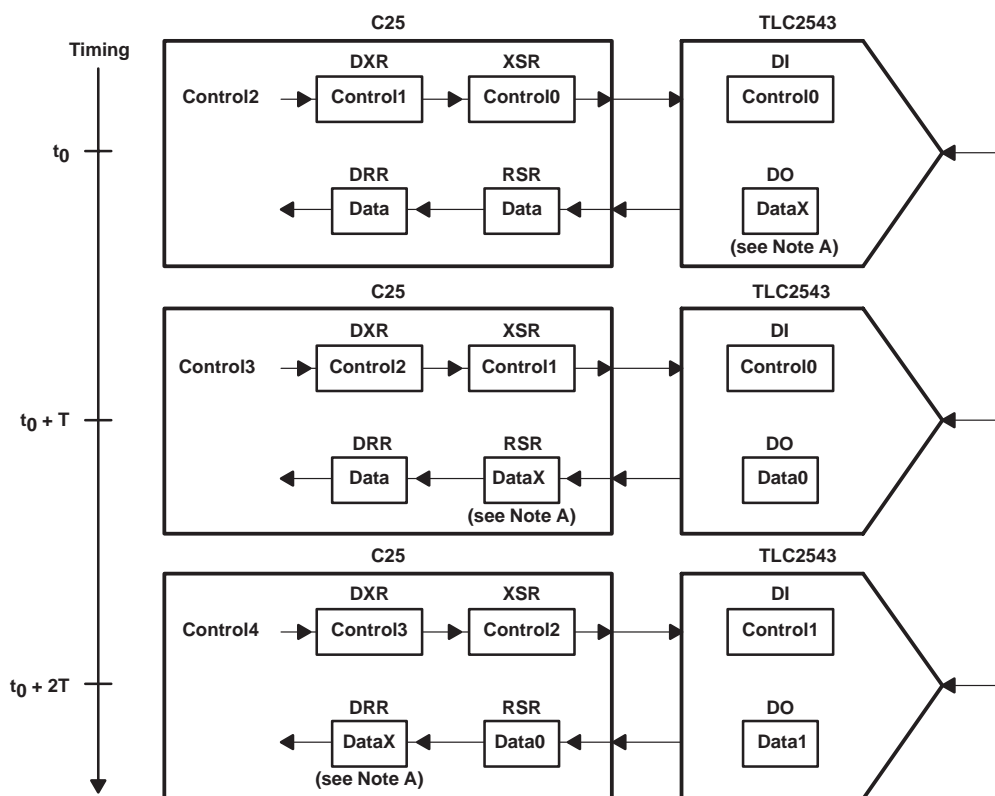 C25 TLC2543
Timing
DXR XSR DI
Control2 Control1 Control0 Control0
t0
DRR RSR DO
Data Data DataX
(see Note A)
C25 TLC2543
DXR XSR DI
Control3 Control2 Control1 Control0
t0 + T
DRR RSR DO
Data DataX Data0
(see Note A)
C25 TLC2543
DXR XSR DI
Control4 Control3 Control2 Control1
t0 + 2T
DRR RSR DO
DataX Data0 Data1
(see Note A)